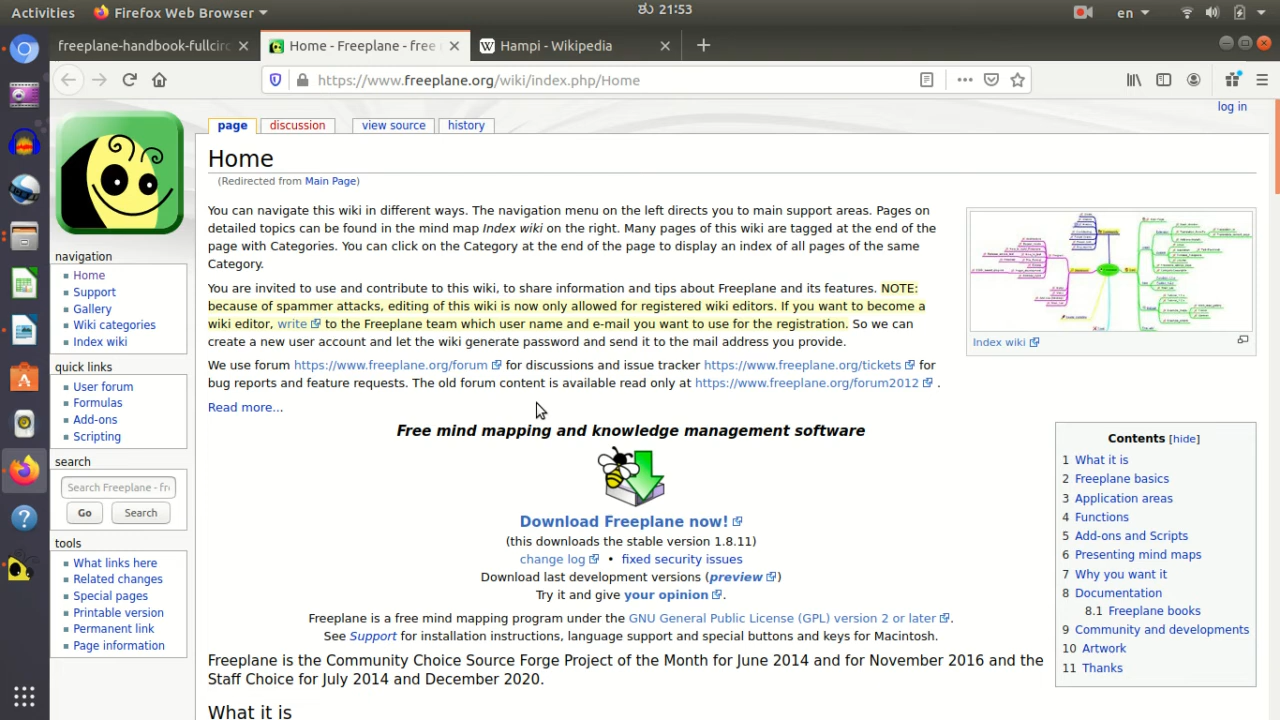 Activities Firefox Web Browser ಶು 21:53 en
freeplane-handbook-fullcirc Home - Freeplane - free Hampi - Wikipedia
https://www.freeplane.org/wiki/index.php/Home
log in
page discussion view source history
Home
(Redirected from Main Page)
You can navigate this wiki in different ways. The navigation menu on the left directs you to main support areas. Pages on
detailed topics can be found in the mind map Index wiki on the right. Many pages of this wiki are tagged at the end of the
page with Categories. You can click on the Category at the end of the page to display an index of all pages of the same
Category.
You are invited to use and contribute to this wiki, to share information and tips about Freeplane and its features. NOTE:
because of spammer attacks, editing of this wiki is now only allowed for registered wiki editors. If you want to become a
wiki editor, write to the Freeplane team which user name and e-mail you want to use for the registration. So we can
create a new user account and let the wiki generate password and send it to the mail address you provide.
We use forum https://www.freeplane.org/forum for discussions and issue tracker https://www.freeplane.org/tickets for
bug reports and feature requests. The old forum content is available read only at https://www.freeplane.org/forum2012 .
Read more...
Index wiki
navigation
Home
Support
Gallery
Wiki categories
Index wiki
quick links
User forum
Formulas
Add-ons
Scripting
search
Search Freeplane - fr
Go Search
tools
What links here
Related changes
Special pages
Printable version
Permanent link
Page information
Free mind mapping and knowledge management software
Download Freeplane now!
(this downloads the stable version 1.8.11)
change log • fixed security issues
Download last development versions (preview)
Try it and give your opinion.
Freeplane is a free mind mapping program under the GNU General Public License (GPL) version 2 or later.
See Support for installation instructions, language support and special buttons and keys for Macintosh.
Freeplane is the Community Choice Source Forge Project of the Month for June 2014 and for November 2016 and the
Staff Choice for July 2014 and December 2020.
What it is
Contents [hide]
1 What it is
2 Freeplane basics
3 Application areas
4 Functions
5 Add-ons and Scripts
6 Presenting mind maps
7 Why you want it
8 Documentation
8.1 Freeplane books
9 Community and developments
10 Artwork
11 Thanks